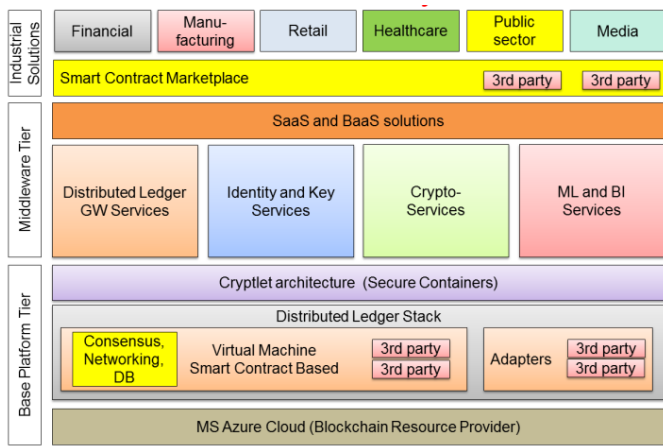 Industrial
Solutions
Financial
Manu-
facturing
Retail
Healthcare
Public
sector
Media
Smart Contract Marketplace
3rd party
3rd party
Middleware Tier
SaaS and BaaS solutions
Distributed Ledger
GW Services
Identity and Key
Services
Crypto-
Services
ML and BI
Services
Base Platform Tier
Cryptlet architecture (Secure Containers)
Distributed Ledger Stack
Consensus,
Networking,
DB
Virtual Machine
Smart Contract Based
3rd party
3rd party
Adapters
3rd party
3rd party
MS Azure Cloud (Blockchain Resource Provider)